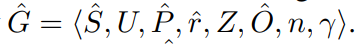 Ĝ = ⟨Ŝ, U, P̂, r̂, Z, Ô, n, γ⟩.